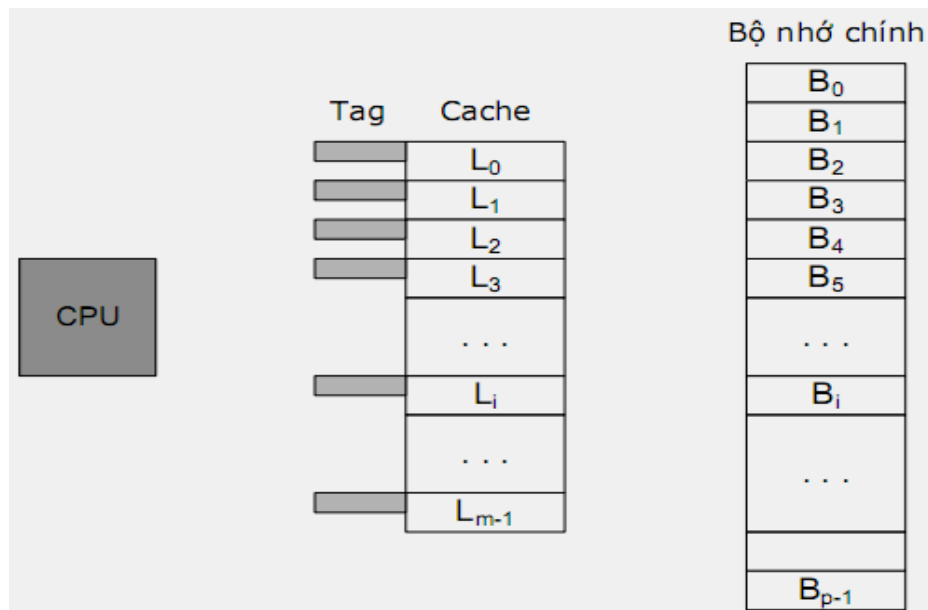 Bộ nhớ chính
Tag
Cache
CPU
L0
L1
L2
L3
. . .
Li
. . .
Lm-1
B0
B1
B2
B3
B4
B5
. . .
Bi
. . .
Bp-1